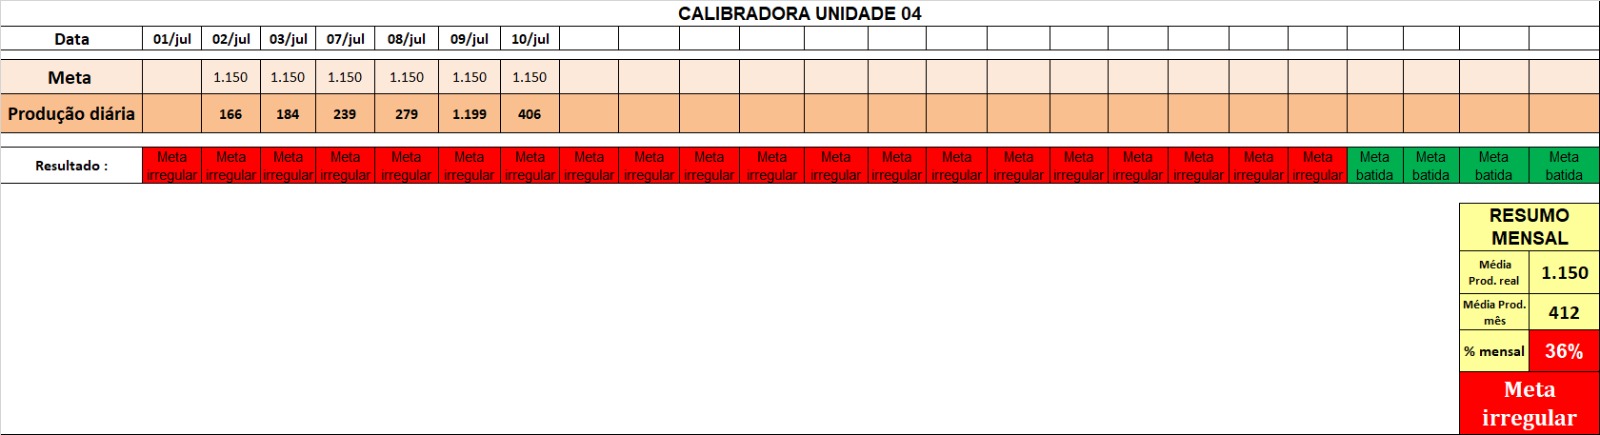 CALIBRADORA UNIDADE 04
Data 01/jul 02/jul 03/jul 07/jul 08/jul 09/jul 10/jul
Meta 1.150 1.150 1.150 1.150 1.150 1.150
Produção diária 166 184 239 279 1.199 406
Resultado : Meta irregular Meta irregular Meta irregular Meta irregular Meta irregular Meta irregular Meta irregular Meta irregular Meta irregular Meta irregular Meta irregular Meta irregular Meta irregular Meta irregular Meta irregular Meta irregular Meta irregular Meta irregular Meta irregular Meta irregular Meta batida Meta batida Meta batida Meta batida
RESUMO
MENSAL
Média
Prod. real 1.150
Média Prod.
mês 412
% mensal 36%
Meta
irregular